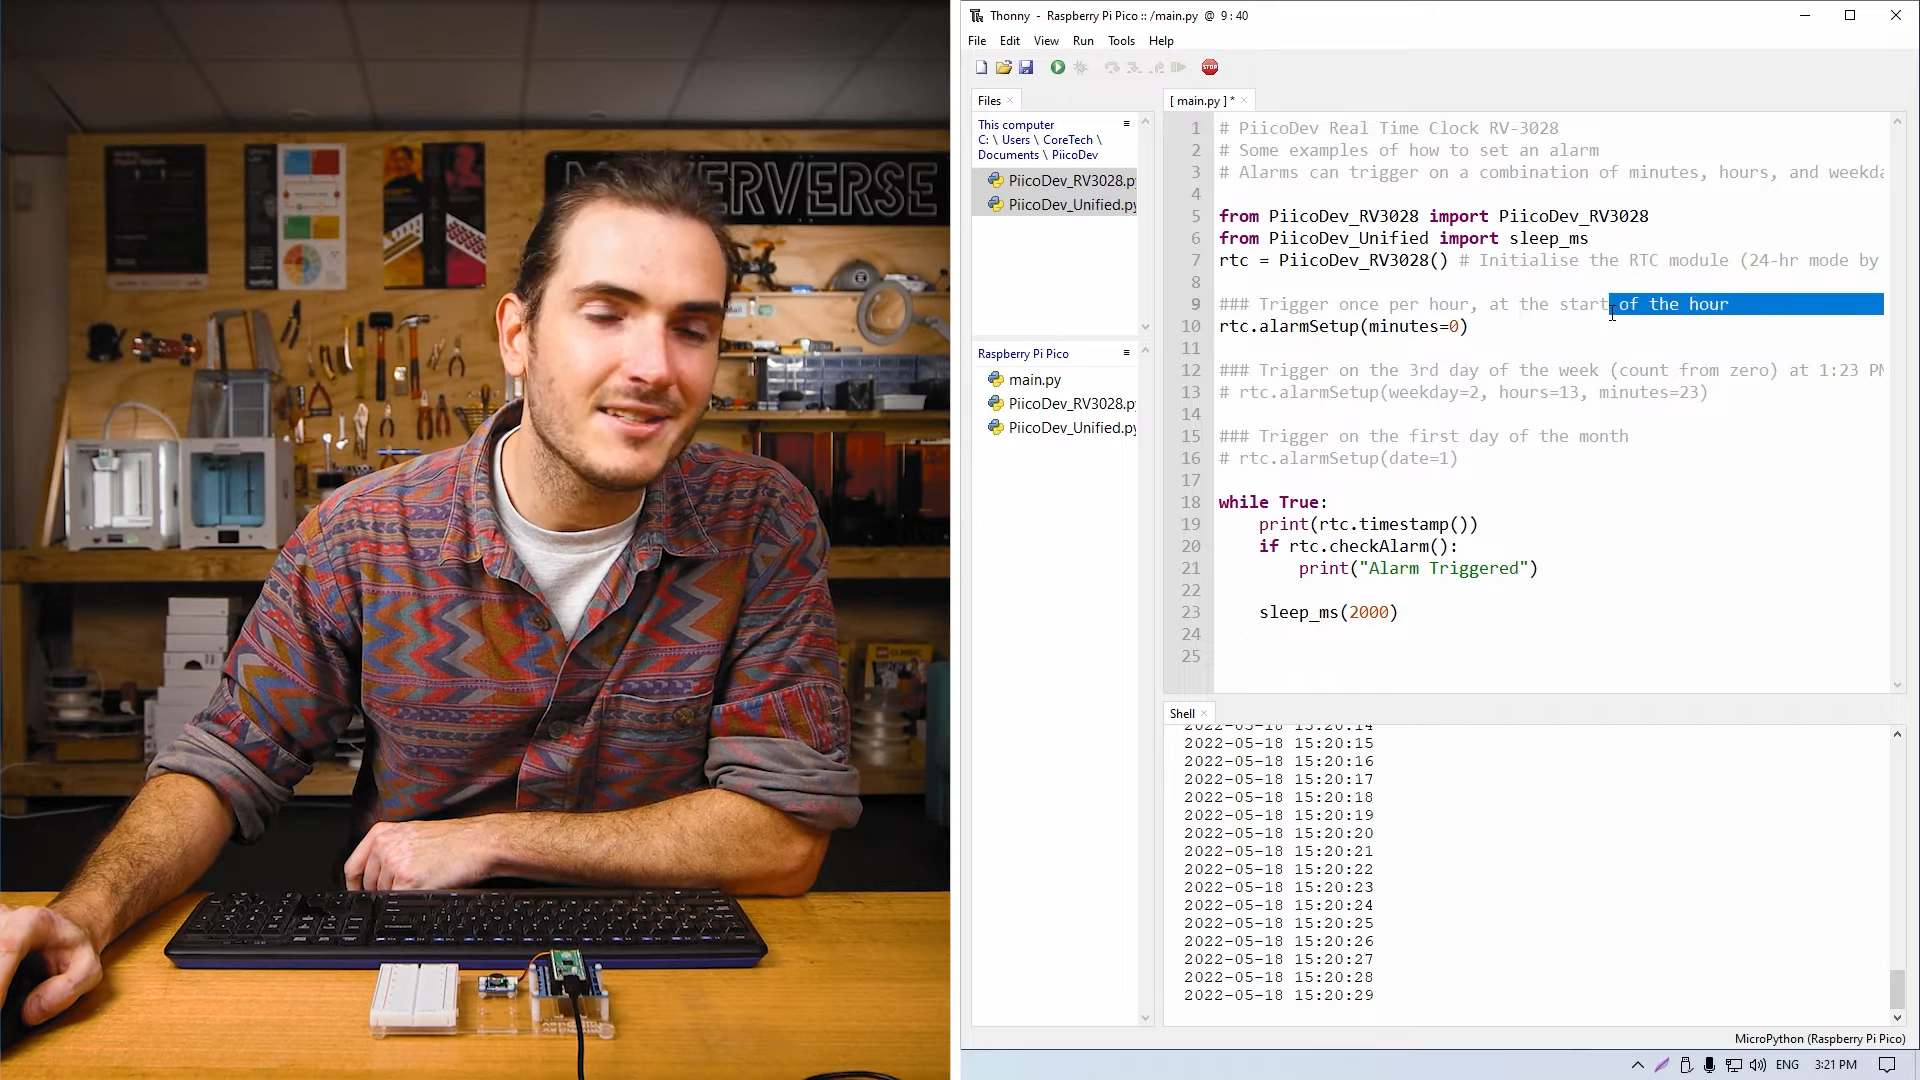 Thonny - Raspberry Pi Pico :: /main.py @ 9 : 40
File Edit View Run Tools Help
STOP
Files
[ main.py ] *
This computer
C: \ Users \ CoreTech \
Documents \ PiicoDev
PiicoDev_RV3028.py
PiicoDev_Unified.py
Raspberry Pi Pico
main.py
PiicoDev_RV3028.py
PiicoDev_Unified.py
1 # PiicoDev Real Time Clock RV-3028
2 # Some examples of how to set an alarm
3 # Alarms can trigger on a combination of minutes, hours, and weekda
4
5 from PiicoDev_RV3028 import PiicoDev_RV3028
6 from PiicoDev_Unified import sleep_ms
7 rtc = PiicoDev_RV3028() # Initialise the RTC module (24-hr mode by
8
9 ### Trigger once per hour, at the start of the hour
10 rtc.alarmSetup(minutes=0)
11
12 ### Trigger on the 3rd day of the week (count from zero) at 1:23 PM
13 # rtc.alarmSetup(weekday=2, hours=13, minutes=23)
14
15 ### Trigger on the first day of the month
16 # rtc.alarmSetup(date=1)
17
18 while True:
19 print(rtc.timestamp())
20 if rtc.checkAlarm():
21 print("Alarm Triggered")
22
23 sleep_ms(2000)
24
25
Shell
2022-05-18 15:20:14
2022-05-18 15:20:15
2022-05-18 15:20:16
2022-05-18 15:20:17
2022-05-18 15:20:18
2022-05-18 15:20:19
2022-05-18 15:20:20
2022-05-18 15:20:21
2022-05-18 15:20:22
2022-05-18 15:20:23
2022-05-18 15:20:24
2022-05-18 15:20:25
2022-05-18 15:20:26
2022-05-18 15:20:27
2022-05-18 15:20:28
2022-05-18 15:20:29
MicroPython (Raspberry Pi Pico)
ENG 3:21 PM